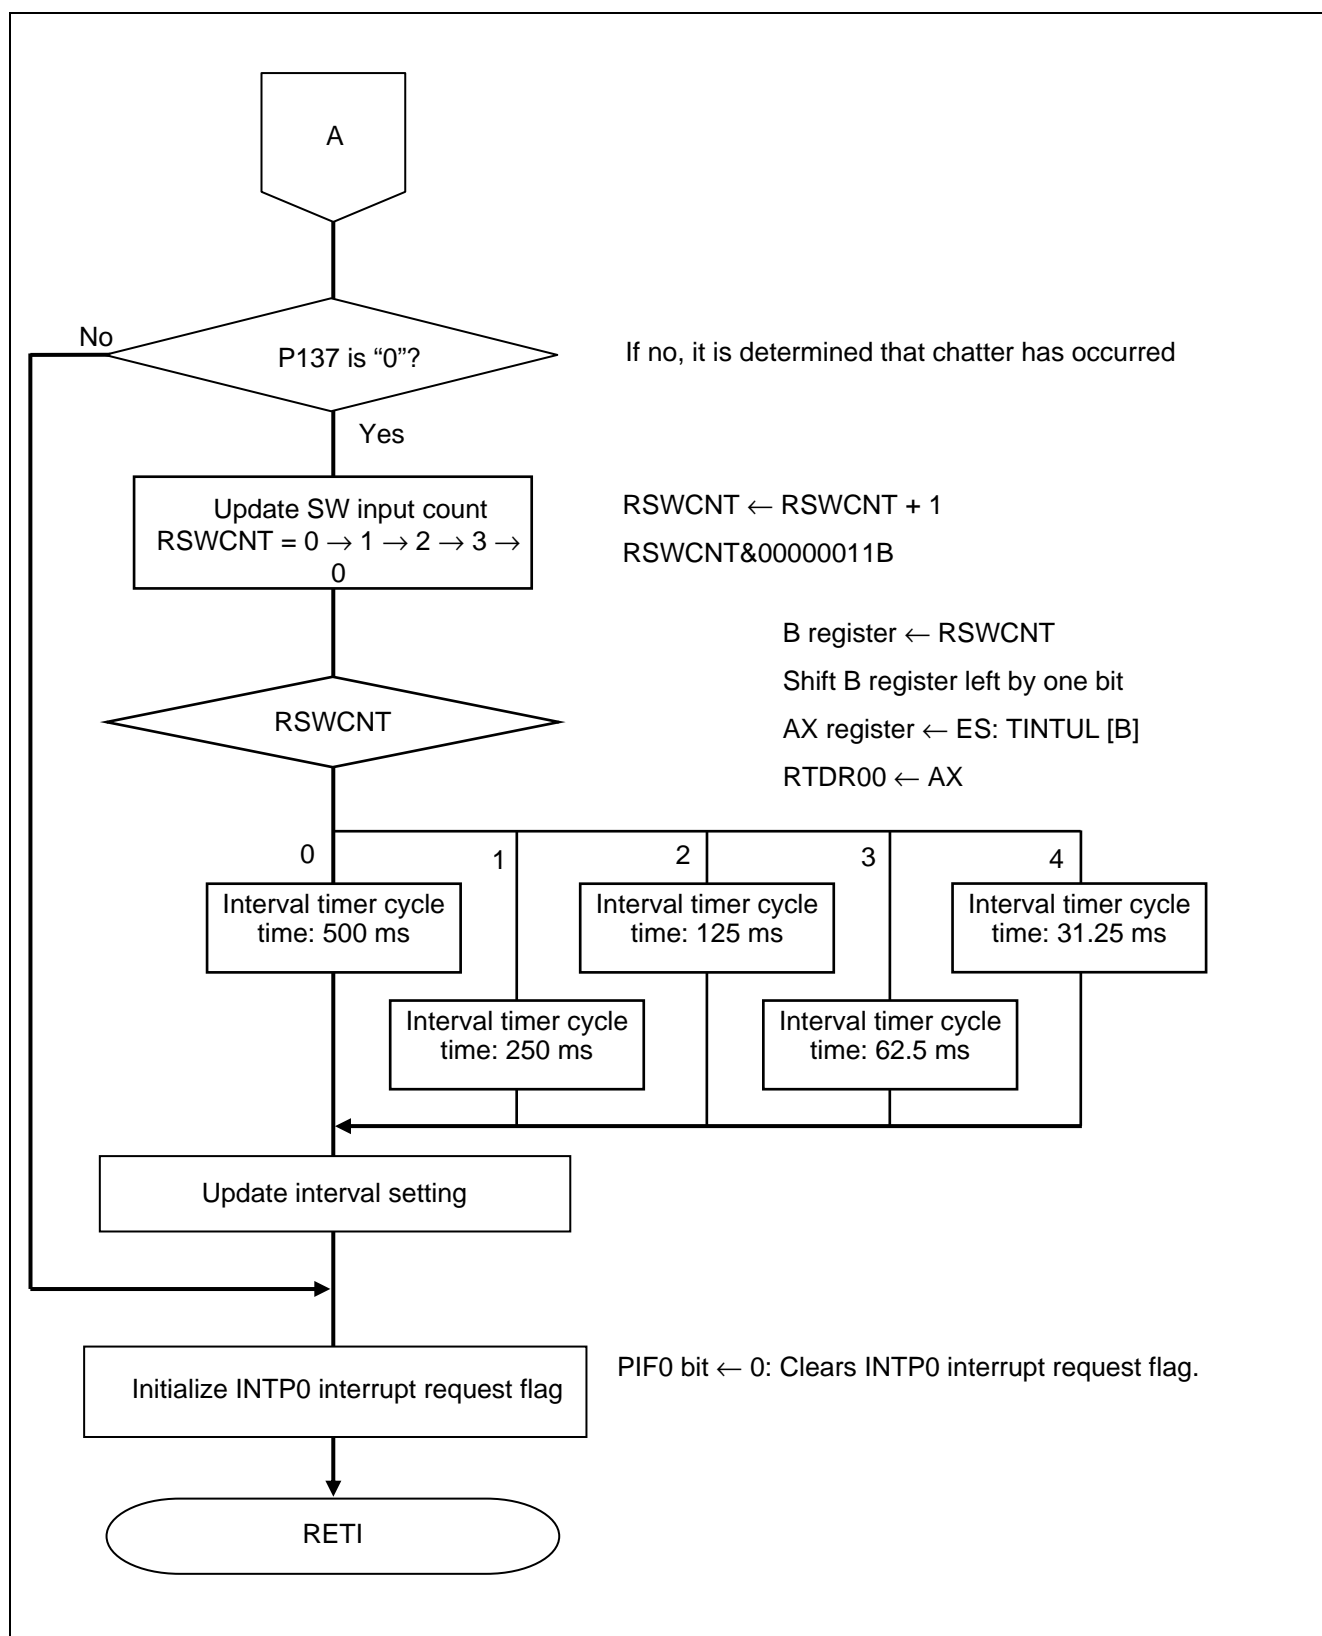 A
No
P137 is “0”?
If no, it is determined that chatter has occurred
Yes
Update SW input count
RSWCNT = 0 → 1 → 2 → 3 →
0
RSWCNT ← RSWCNT + 1
RSWCNT&00000011B
B register ← RSWCNT
Shift B register left by one bit
AX register ← ES: TINTUL [B]
RTDR00 ← AX
RSWCNT
0
1
2
3
4
Interval timer cycle
time: 500 ms
Interval timer cycle
time: 125 ms
Interval timer cycle
time: 31.25 ms
Interval timer cycle
time: 250 ms
Interval timer cycle
time: 62.5 ms
Update interval setting
Initialize INTP0 interrupt request flag
PIF0 bit ← 0: Clears INTP0 interrupt request flag.
RETI